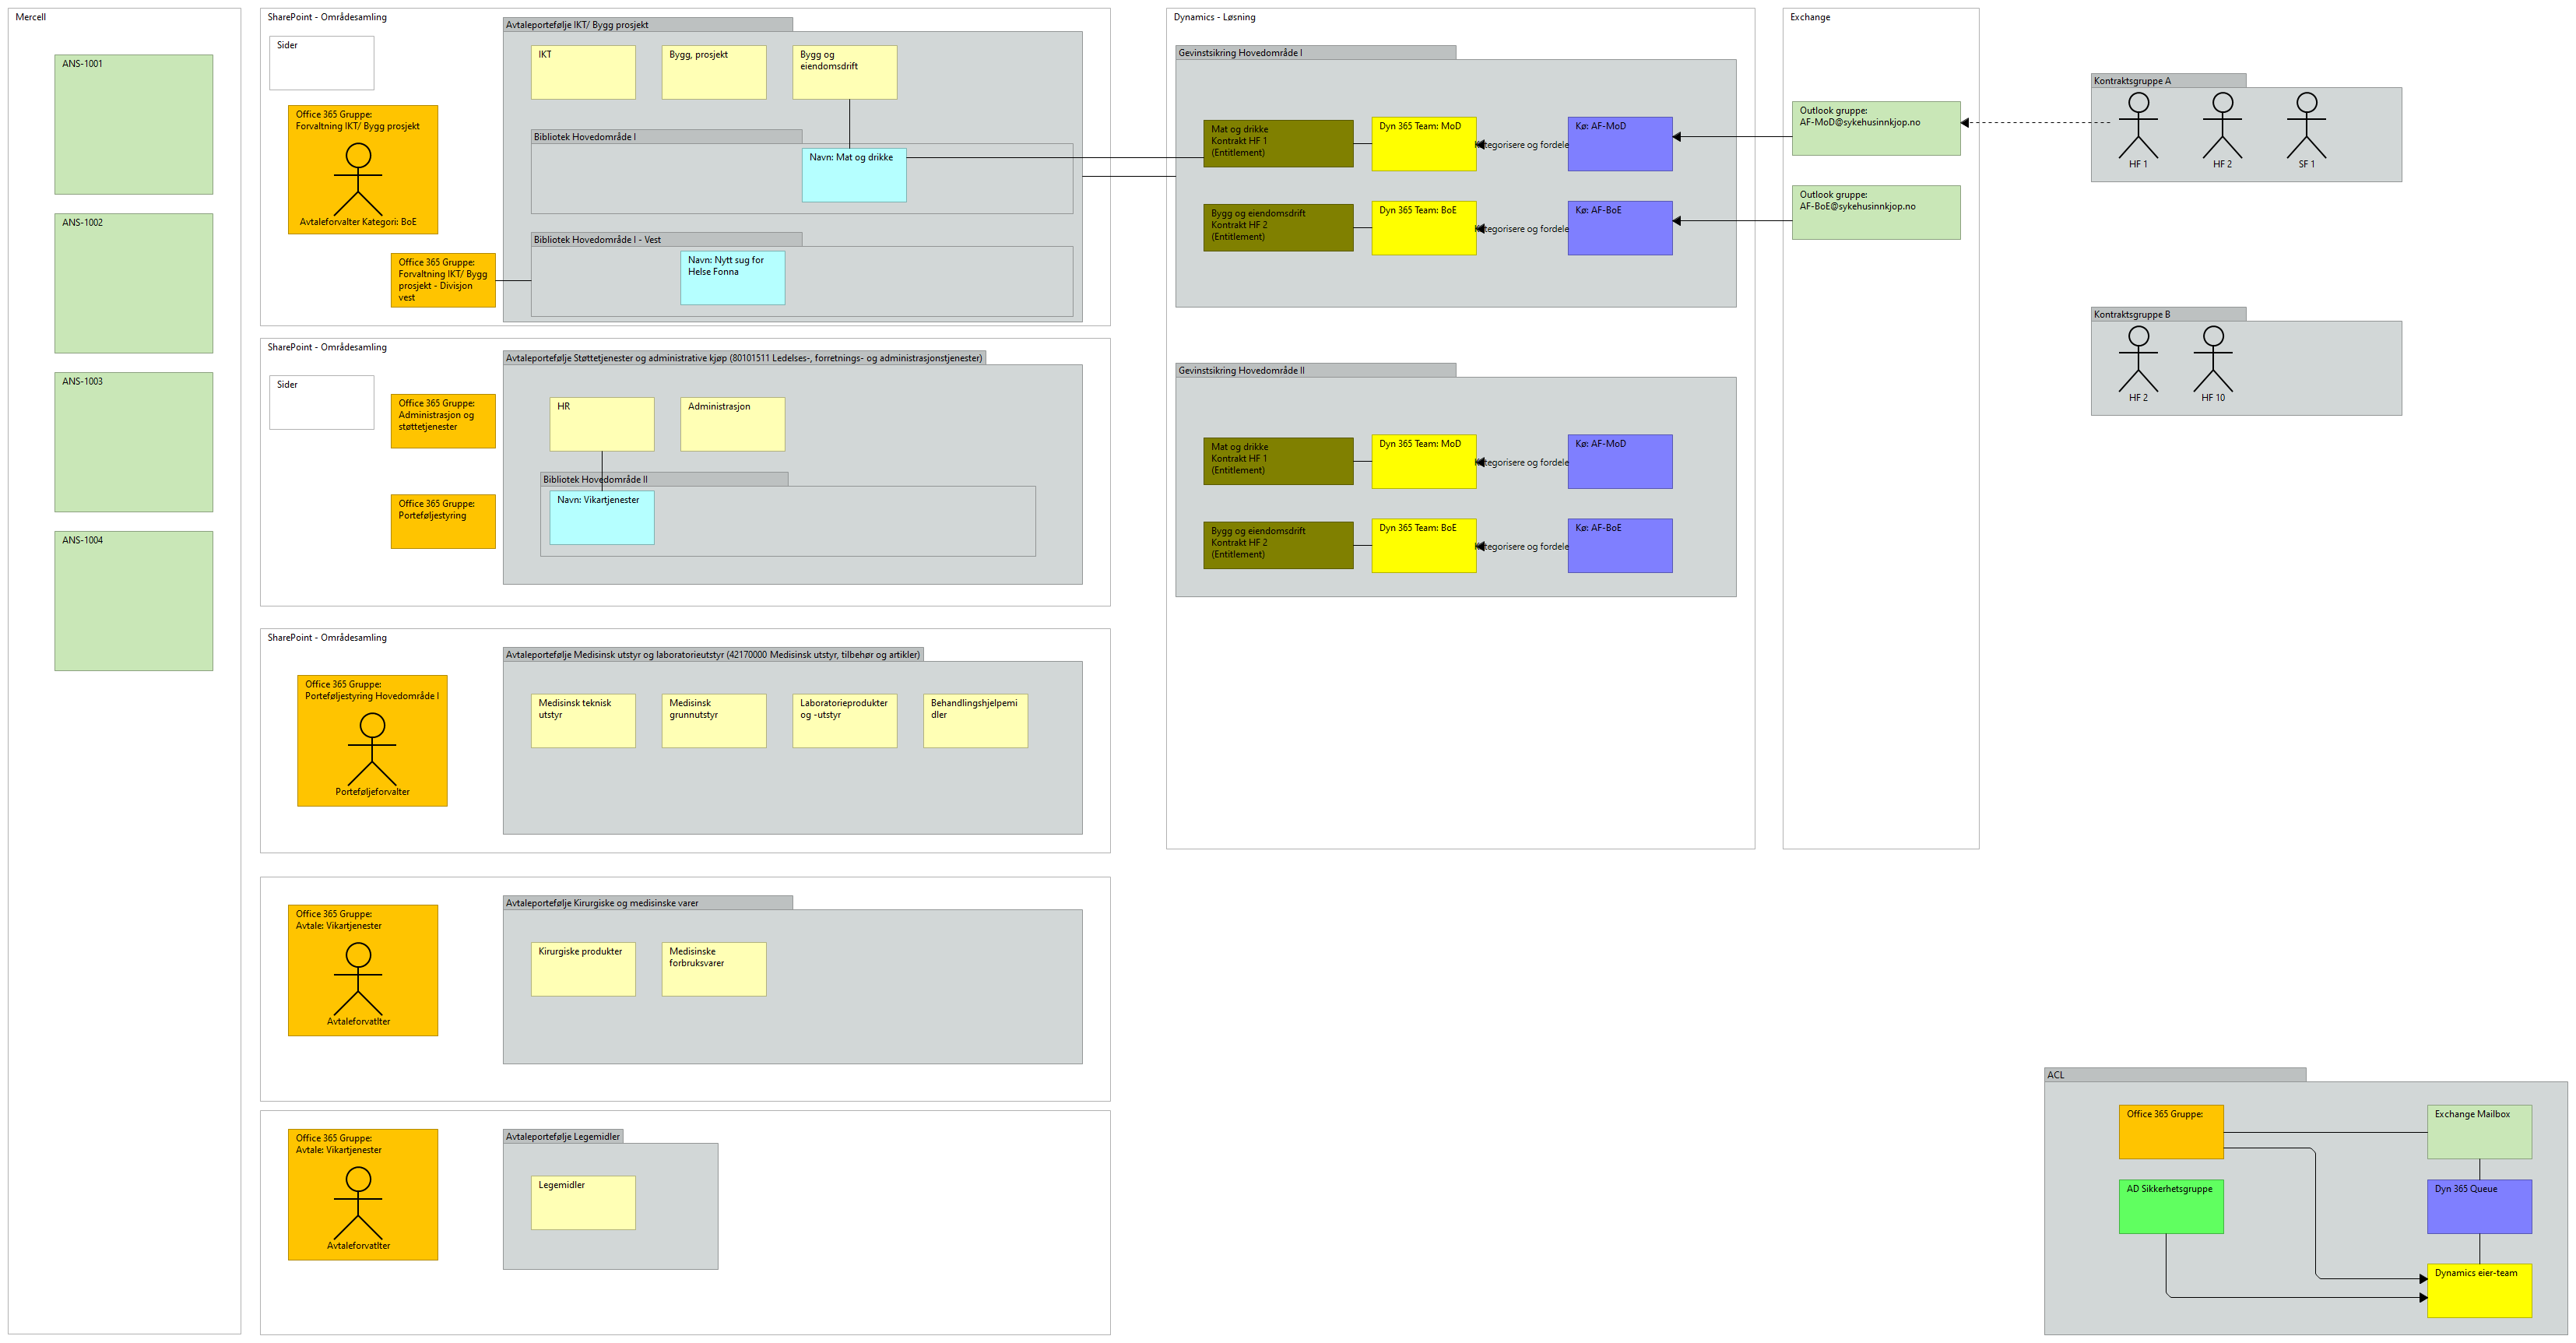 Mercell
ANS-1001
ANS-1002
ANS-1003
ANS-1004
SharePoint - Områdesamling
Sider
Office 365 Gruppe:
Forvaltning IKT/ Bygg prosjekt
Avtaleforvalter Kategori: BoE
Office 365 Gruppe:
Forvaltning IKT/ Bygg
prosjekt - Divisjon
vest
Avtaleportefølje IKT/ Bygg prosjekt
IKT
Bygg, prosjekt
Bygg og
eiendomsdrift
Bibliotek Hovedområde I
Navn: Mat og drikke
Bibliotek Hovedområde I - Vest
Navn: Nytt sug for
Helse Fonna
SharePoint - Områdesamling
Sider
Office 365 Gruppe:
Administrasjon og
støttetjenester
Office 365 Gruppe:
Porteføljestyring
Avtaleportefølje Støttetjenester og administrative kjøp (80101511 Ledelses-, forretnings- og administrasjonstjenester)
HR
Administrasjon
Bibliotek Hovedområde II
Navn: Vikartjenester
SharePoint - Områdesamling
Office 365 Gruppe:
Porteføljestyring Hovedområde I
Porteføljeforvalter
Avtaleportefølje Medisinsk utstyr og laboratorieutstyr (42170000 Medisinsk utstyr, tilbehør og artikler)
Medisinsk teknisk
utstyr
Medisinsk
grunnutstyr
Laboratorieprodukter
og -utstyr
Behandlingshjelpemi
dler
Office 365 Gruppe:
Avtale: Vikartjenester
Avtaleforvatlter
Avtaleportefølje Kirurgiske og medisinske varer
Kirurgiske produkter
Medisinske
forbruksvarer
Office 365 Gruppe:
Avtale: Vikartjenester
Avtaleforvatlter
Avtaleportefølje Legemidler
Legemidler
Dynamics - Løsning
Gevinstsikring Hovedområde I
Mat og drikke
Kontrakt HF 1
(Entitlement)
Dyn 365 Team: MoD
Kategorisere og fordele
Kø: AF-MoD
Bygg og eiendomsdrift
Kontrakt HF 2
(Entitlement)
Dyn 365 Team: BoE
Kategorisere og fordele
Kø: AF-BoE
Gevinstsikring Hovedområde II
Mat og drikke
Kontrakt HF 1
(Entitlement)
Dyn 365 Team: MoD
Kategorisere og fordele
Kø: AF-MoD
Bygg og eiendomsdrift
Kontrakt HF 2
(Entitlement)
Dyn 365 Team: BoE
Kategorisere og fordele
Kø: AF-BoE
Exchange
Outlook gruppe:
AF-MoD@sykehusinnkjop.no
Outlook gruppe:
AF-BoE@sykehusinnkjop.no
Kontraktsgruppe A
HF 1
HF 2
SF 1
Kontraktsgruppe B
HF 2
HF 10
ACL
Office 365 Gruppe:
Exchange Mailbox
AD Sikkerhetsgruppe
Dyn 365 Queue
Dynamics eier-team